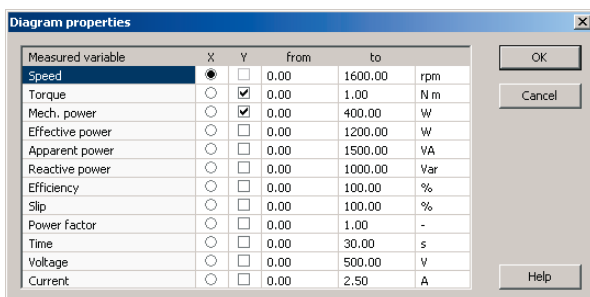 Diagram properties
Measured variable X Y from to
Speed 0.00 1600.00 rpm
Torque 0.00 1.00 N m
Mech. power 0.00 400.00 W
Effective power 0.00 1200.00 W
Apparent power 0.00 1500.00 VA
Reactive power 0.00 1000.00 Var
Efficiency 0.00 100.00 %
Slip 0.00 100.00 %
Power factor 0.00 1.00 -
Time 0.00 30.00 s
Voltage 0.00 500.00 V
Current 0.00 2.50 A
OK
Cancel
Help